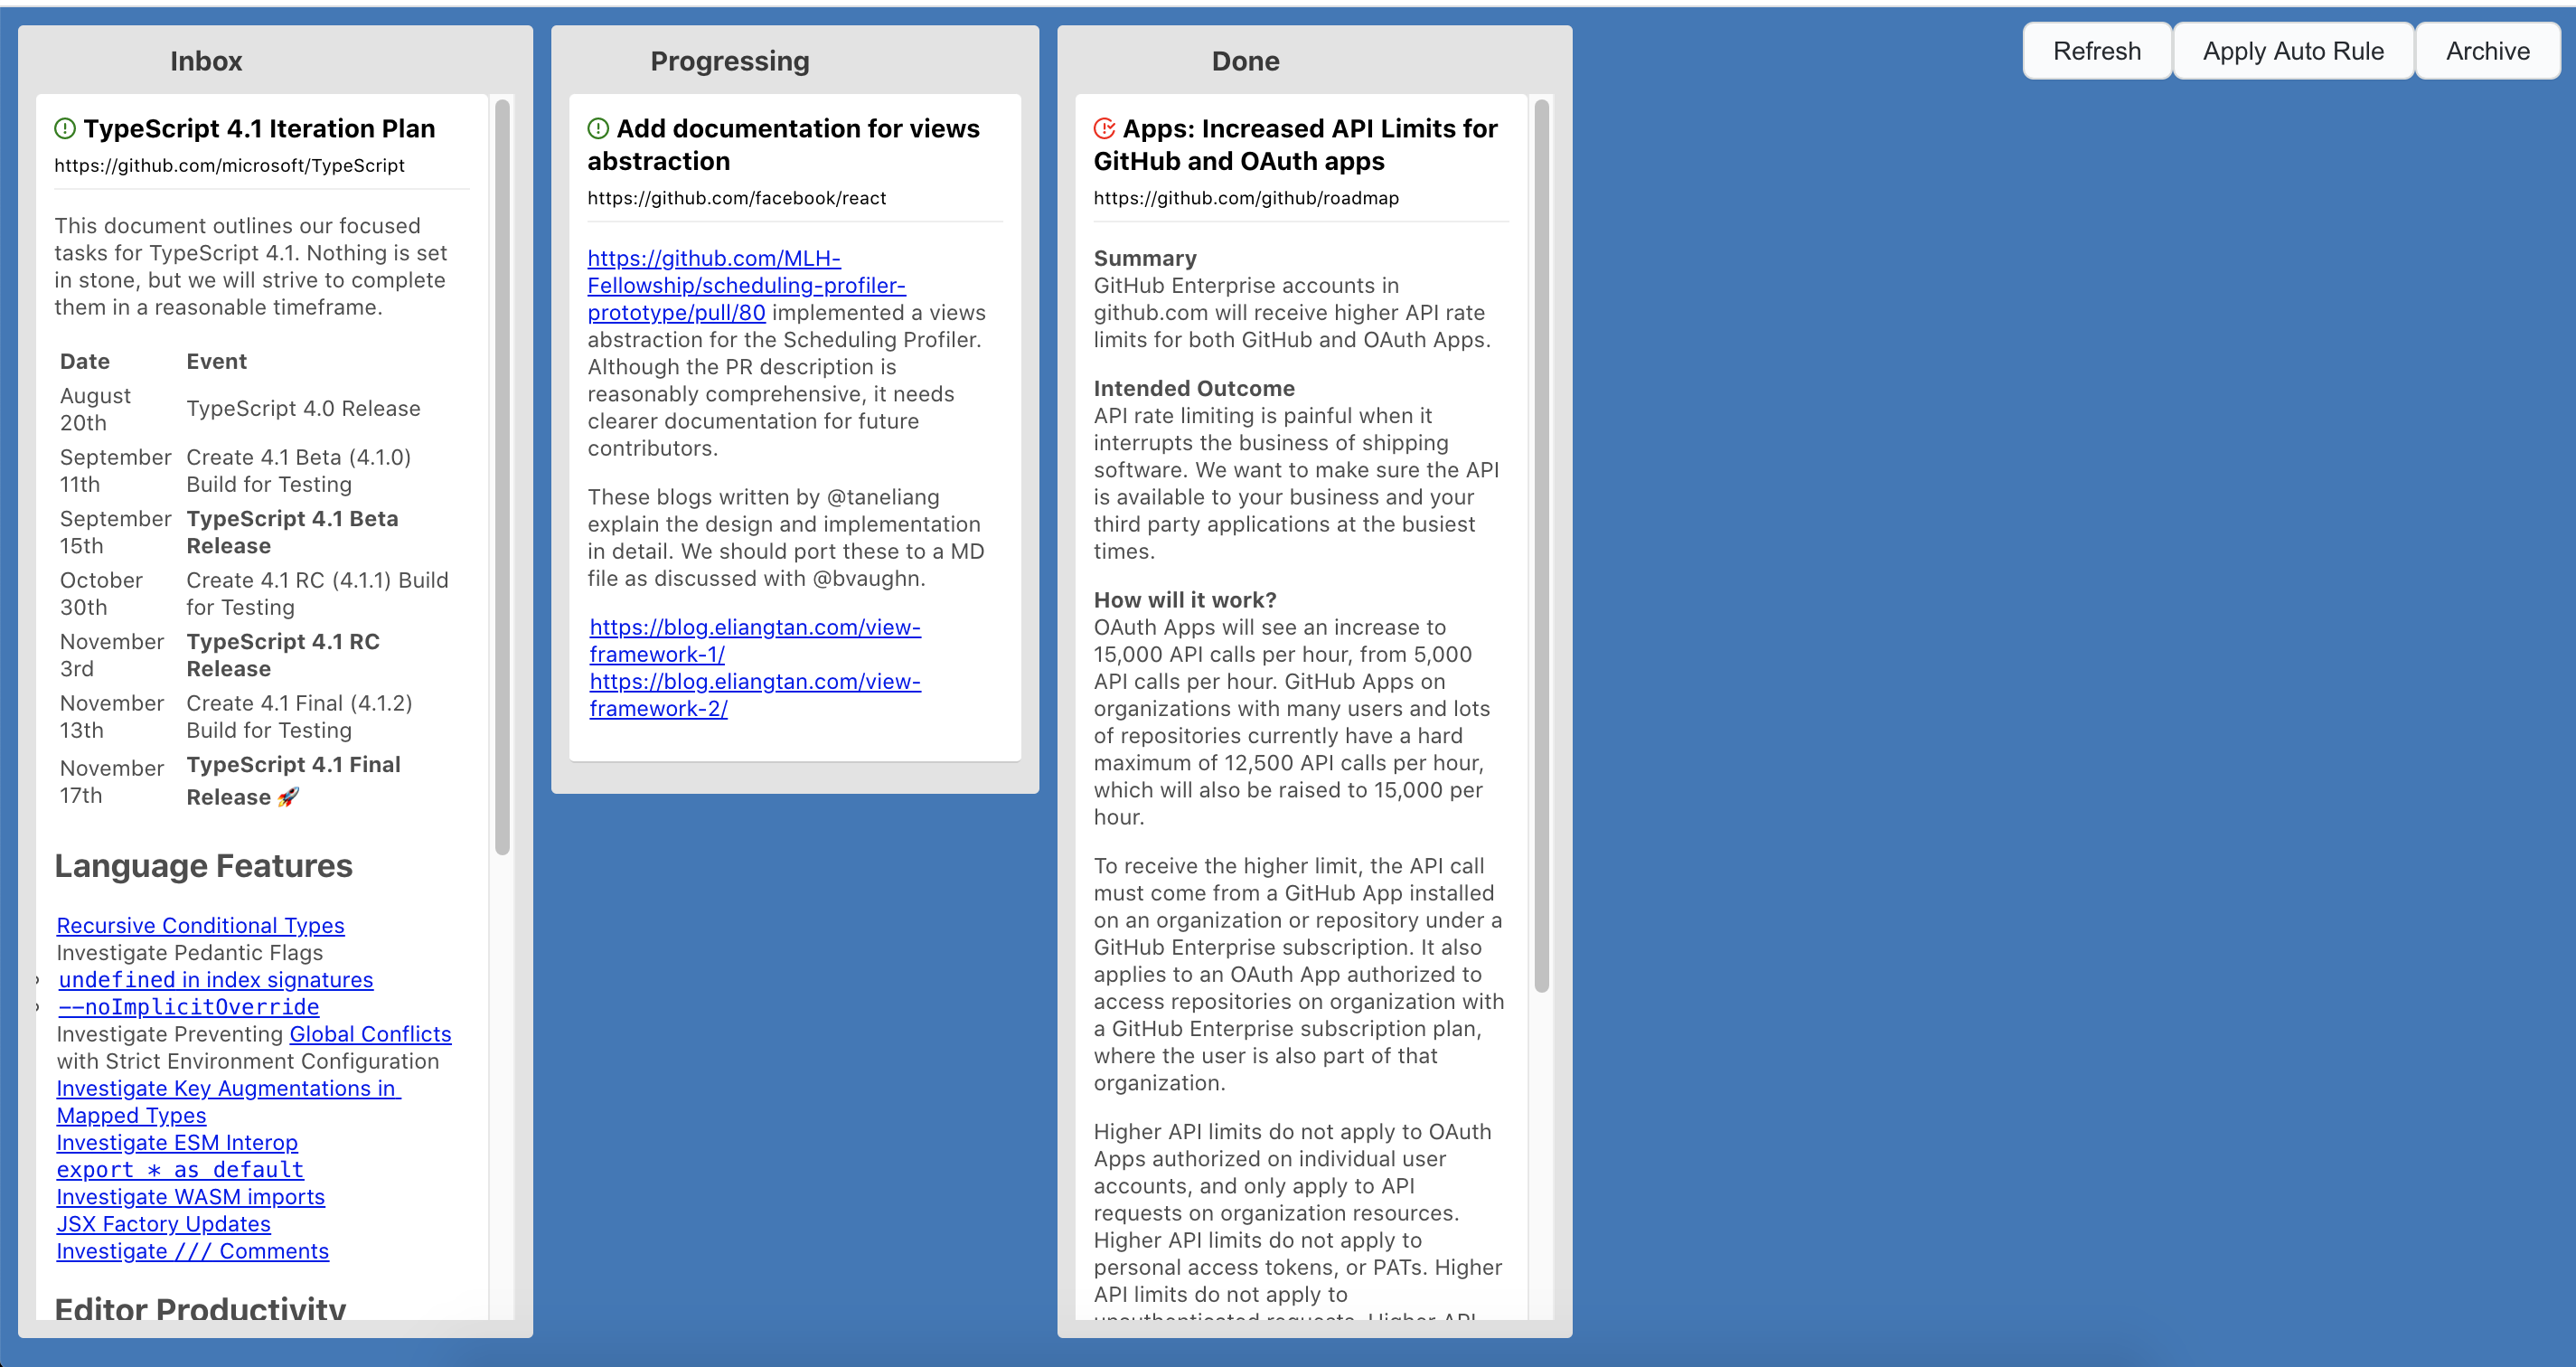 Refresh
Apply Auto Rule
Archive
Inbox
TypeScript 4.1 Iteration Plan
https://github.com/microsoft/TypeScript
This document outlines our focused
tasks for TypeScript 4.1. Nothing is set
in stone, but we will strive to complete
them in a reasonable timeframe.
Date Event
August
20th
TypeScript 4.0 Release
September
11th
Create 4.1 Beta (4.1.0)
Build for Testing
September
15th
TypeScript 4.1 Beta
Release
October
30th
Create 4.1 RC (4.1.1) Build
for Testing
November
3rd
TypeScript 4.1 RC
Release
November
13th
Create 4.1 Final (4.1.2)
Build for Testing
November
17th
TypeScript 4.1 Final
Release 🚀
Language Features
Recursive Conditional Types
Investigate Pedantic Flags
undefined in index signatures
--noImplicitOverride
Investigate Preventing Global Conflicts
with Strict Environment Configuration
Investigate Key Augmentations in
Mapped Types
Investigate ESM Interop
export * as default
Investigate WASM imports
JSX Factory Updates
Investigate /// Comments
Editor Productivity
Progressing
Add documentation for views
abstraction
https://github.com/facebook/react
https://github.com/MLH-
Fellowship/scheduling-profiler-
prototype/pull/80 implemented a views
abstraction for the Scheduling Profiler.
Although the PR description is
reasonably comprehensive, it needs
clearer documentation for future
contributors.
These blogs written by @taneliang
explain the design and implementation
in detail. We should port these to a MD
file as discussed with @bvaughn.
https://blog.eliangtan.com/view-
framework-1/
https://blog.eliangtan.com/view-
framework-2/
Done
Apps: Increased API Limits for
GitHub and OAuth apps
https://github.com/github/roadmap
Summary
GitHub Enterprise accounts in
github.com will receive higher API rate
limits for both GitHub and OAuth Apps.
Intended Outcome
API rate limiting is painful when it
interrupts the business of shipping
software. We want to make sure the API
is available to your business and your
third party applications at the busiest
times.
How will it work?
OAuth Apps will see an increase to
15,000 API calls per hour, from 5,000
API calls per hour. GitHub Apps on
organizations with many users and lots
of repositories currently have a hard
maximum of 12,500 API calls per hour,
which will also be raised to 15,000 per
hour.
To receive the higher limit, the API call
must come from a GitHub App installed
on an organization or repository under a
GitHub Enterprise subscription. It also
applies to an OAuth App authorized to
access repositories on organization with
a GitHub Enterprise subscription plan,
where the user is also part of that
organization.
Higher API limits do not apply to OAuth
Apps authorized on individual user
accounts, and only apply to API
requests on organization resources.
Higher API limits do not apply to
personal access tokens, or PATs. Higher
API limits do not apply to
unauthenticated requests. Higher API